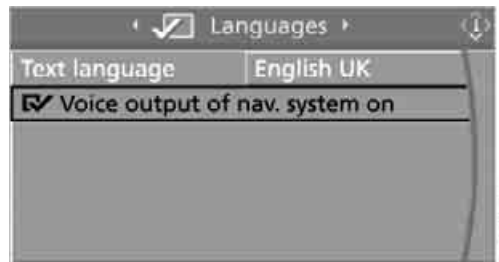 Languages
Text language English UK
Voice output of nav. system on